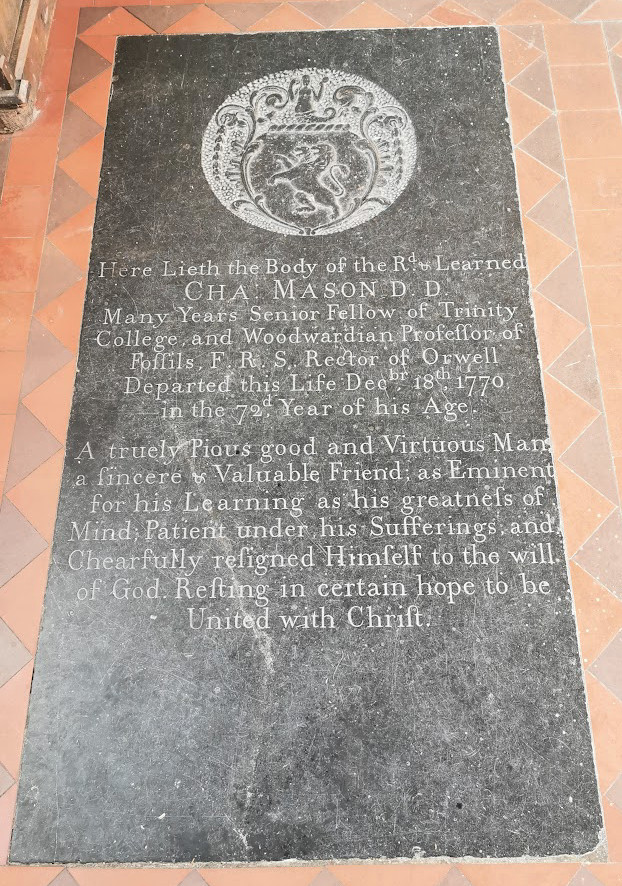 Here Lieth the Body of the R.d & Learned
CHA. MASON D. D.
Many Years Senior Fellow of Trinity
College, and Woodwardian Profeſſor of
Foſſils, F. R. S. Rector of Orwell
Departed this Life Decbr. 18th. 1770.
in the 72d. Year of his Age.
A truely Pious good and Virtuous Man
a ſincere & Valuable Friend; as Eminent
for his Learning as his greatneſs of
Mind; Patient under his Sufferings; and
Chearfully reſigned Himſelf to the will
of God. Reſting in certain hope to be
United with Chriſt.